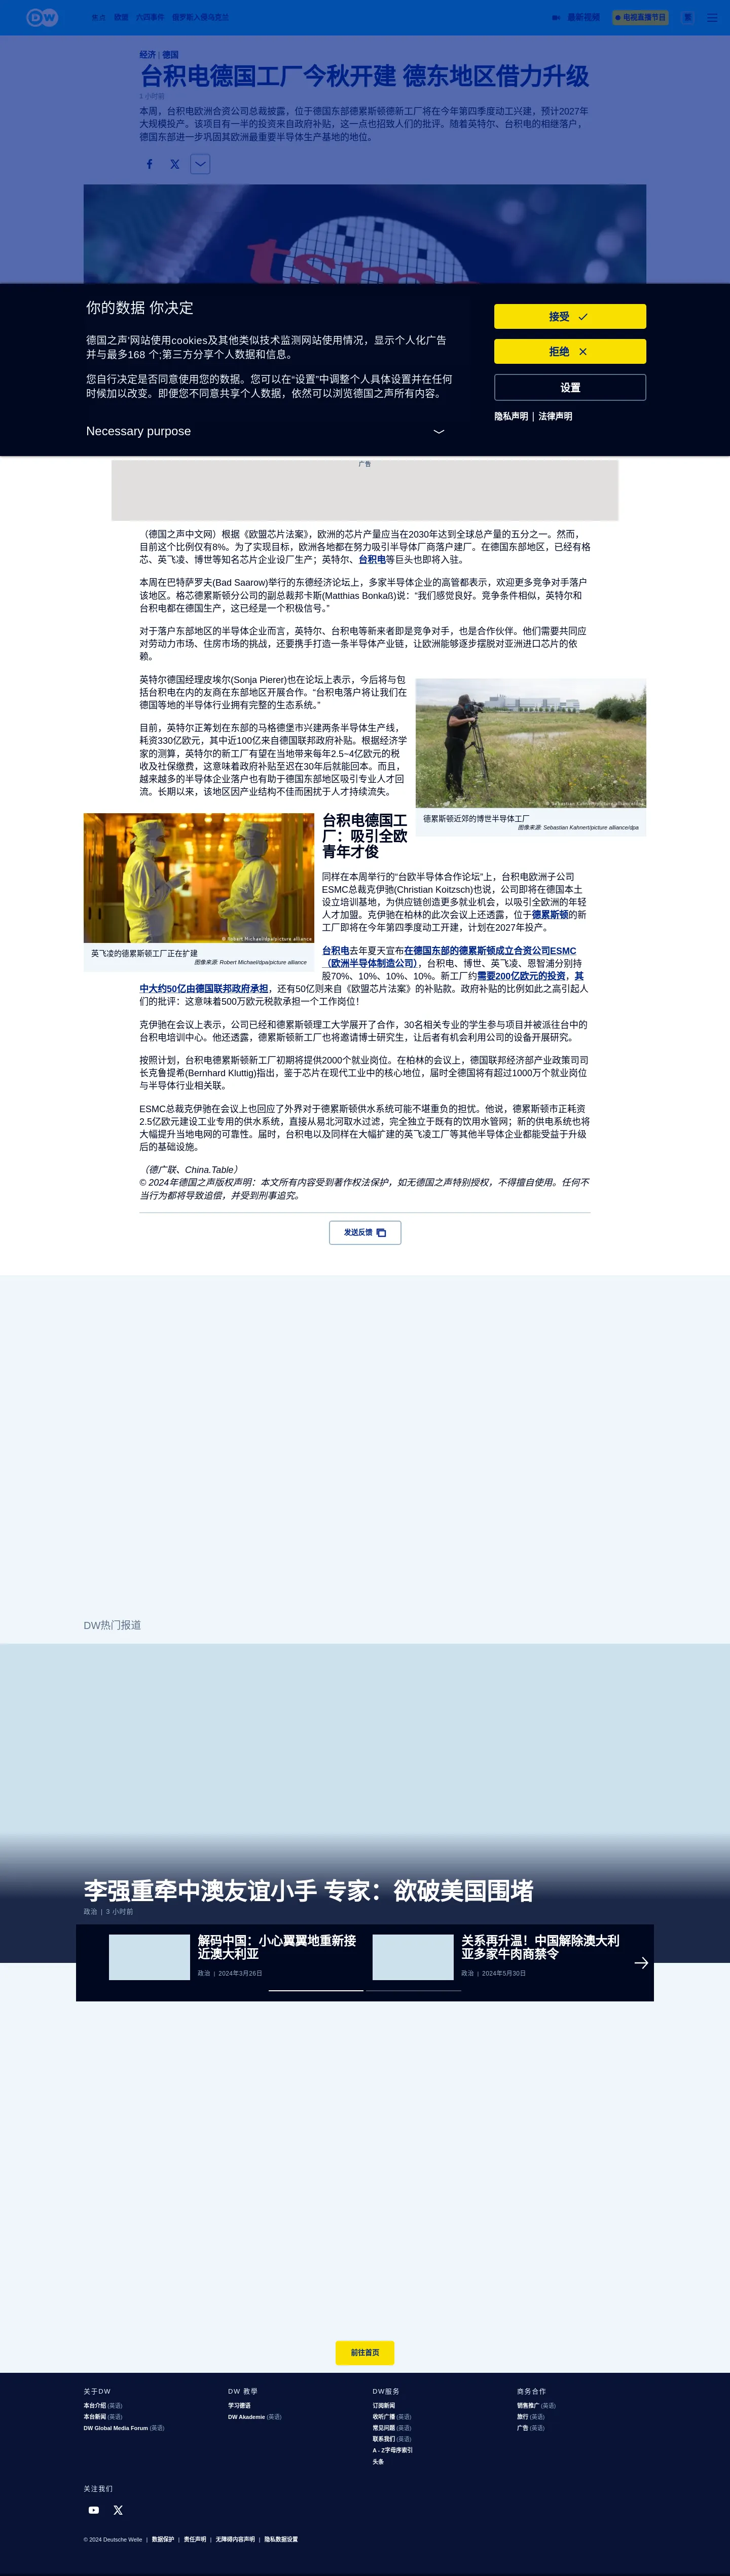 DW
焦点
战壕
六四事件
俄罗斯入侵乌克兰
最新视频
电视直播节目
繁
经济 | 德国
台积电德国工厂今秋开建 德东地区借力升级
1 小时前
本周，台积电欧洲合资公司总裁披露，位于德国东部德累斯顿德新工厂将在今年第四季度动工兴建，预计2027年
大规模投产。该项目有一半的投资来自政府补贴，这一点也招致人们的批评。随着英特尔、台积电的相继落户，
德国东部进一步巩固其欧洲最重要半导体生产基地的地位。
tsmc
你的数据 你决定
德国之声'网站使用cookies及其他类似技术监测网站使用情况，显示个人化广告
并与最多168 个;第三方分享个人数据和信息。
您自行决定是否同意使用您的数据。您可以在“设置”中调整个人具体设置并在任何
时候加以改变。即便您不同意共享个人数据，依然可以浏览德国之声所有内容。
Necessary purpose
接受
拒绝
设置
隐私声明 | 法律声明
广告
（德国之声中文网）根据《欧盟芯片法案》，欧洲的芯片产量应当在2030年达到全球总产量的五分之一。然而，
目前这个比例仅有8%。为了实现目标，欧洲各地都在努力吸引半导体厂商落户建厂。在德国东部地区，已经有格
芯、英飞凌、博世等知名芯片企业设厂生产；英特尔、台积电等巨头也即将入驻。
本周在巴特萨罗夫(Bad Saarow)举行的东德经济论坛上，多家半导体企业的高管都表示，欢迎更多竞争对手落户
该地区。格芯德累斯顿分公司的副总裁邦卡斯(Matthias Bonkaß)说：“我们感觉良好。竞争条件相似，英特尔和
台积电都在德国生产，这已经是一个积极信号。”
对于落户东部地区的半导体企业而言，英特尔、台积电等新来者即是竞争对手，也是合作伙伴。他们需要共同应
对劳动力市场、住房市场的挑战，还要携手打造一条半导体产业链，让欧洲能够逐步摆脱对亚洲进口芯片的依
赖。
英特尔德国经理皮埃尔(Sonja Pierer)也在论坛上表示，今后将与包
括台积电在内的友商在东部地区开展合作。“台积电落户将让我们在
德国等地的半导体行业拥有完整的生态系统。”
目前，英特尔正筹划在东部的马格德堡市兴建两条半导体生产线，
耗资330亿欧元，其中近100亿来自德国联邦政府补贴。根据经济学
家的测算，英特尔的新工厂有望在当地带来每年2.5~4亿欧元的税
收及社保缴费，这意味着政府补贴至迟在30年后就能回本。而且，
越来越多的半导体企业落户也有助于德国东部地区吸引专业人才回
流。长期以来，该地区因产业结构不佳而困扰于人才持续流失。
© Sebastian Kahnert/picture alliance/dpa
德累斯顿近郊的博世半导体工厂
图像来源: Sebastian Kahnert/picture alliance/dpa
© Robert Michael/dpa/picture alliance
英飞凌的德累斯顿工厂正在扩建
图像来源: Robert Michael/dpa/picture alliance
台积电德国工
厂：吸引全欧
青年才俊
同样在本周举行的“台欧半导体合作论坛”上，台积电欧洲子公司
ESMC总裁克伊驰(Christian Koitzsch)也说，公司即将在德国本土
设立培训基地，为供应链创造更多就业机会，以吸引全欧洲的年轻
人才加盟。克伊驰在柏林的此次会议上还透露，位于德累斯顿的新
工厂即将在今年第四季度动工开建，计划在2027年投产。
台积电去年夏天宣布在德国东部的德累斯顿成立合资公司ESMC
（欧洲半导体制造公司），台积电、博世、英飞凌、恩智浦分别持
股70%、10%、10%、10%。新工厂约需要200亿欧元的投资，其
中大约50亿由德国联邦政府承担，还有50亿则来自《欧盟芯片法案》的补贴款。政府补贴的比例如此之高引起人
们的批评：这意味着500万欧元税款承担一个工作岗位！
克伊驰在会议上表示，公司已经和德累斯顿理工大学展开了合作，30名相关专业的学生参与项目并被派往台中的
台积电培训中心。他还透露，德累斯顿新工厂也将邀请博士研究生，让后者有机会利用公司的设备开展研究。
按照计划，台积电德累斯顿新工厂初期将提供2000个就业岗位。在柏林的会议上，德国联邦经济部产业政策司司
长克鲁提希(Bernhard Kluttig)指出，鉴于芯片在现代工业中的核心地位，届时全德国将有超过1000万个就业岗位
与半导体行业相关联。
ESMC总裁克伊驰在会议上也回应了外界对于德累斯顿供水系统可能不堪重负的担忧。他说，德累斯顿市正耗资
2.5亿欧元建设工业专用的供水系统，直接从易北河取水过滤，完全独立于既有的饮用水管网；新的供电系统也将
大幅提升当地电网的可靠性。届时，台积电以及同样在大幅扩建的英飞凌工厂等其他半导体企业都能受益于升级
后的基础设施。
（德广联、China.Table）
© 2024年德国之声版权声明：本文所有内容受到著作权法保护，如无德国之声特别授权，不得擅自使用。任何不
当行为都将导致追偿，并受到刑事追究。
发送反馈
DW热门报道
李强重牵中澳友谊小手 专家：欲破美国围堵
政治 | 3 小时前
解码中国：小心翼翼地重新接
近澳大利亚
政治 | 2024年3月26日
关系再升温！中国解除澳大利
亚多家牛肉商禁令
政治 | 2024年5月30日
前往首页
关于DW
本台介绍 (英语)
本台新闻 (英语)
DW Global Media Forum (英语)
DW 教學
学习德语
DW Akademie (英语)
DW服务
订阅新闻
收听广播 (英语)
常见问题 (英语)
联系我们 (英语)
A - Z字母序索引
头条
商务合作
销售推广 (英语)
旅行 (英语)
广告 (英语)
关注我们
© 2024 Deutsche Welle | 数据保护 | 责任声明 | 无障碍内容声明 | 隐私数据设置